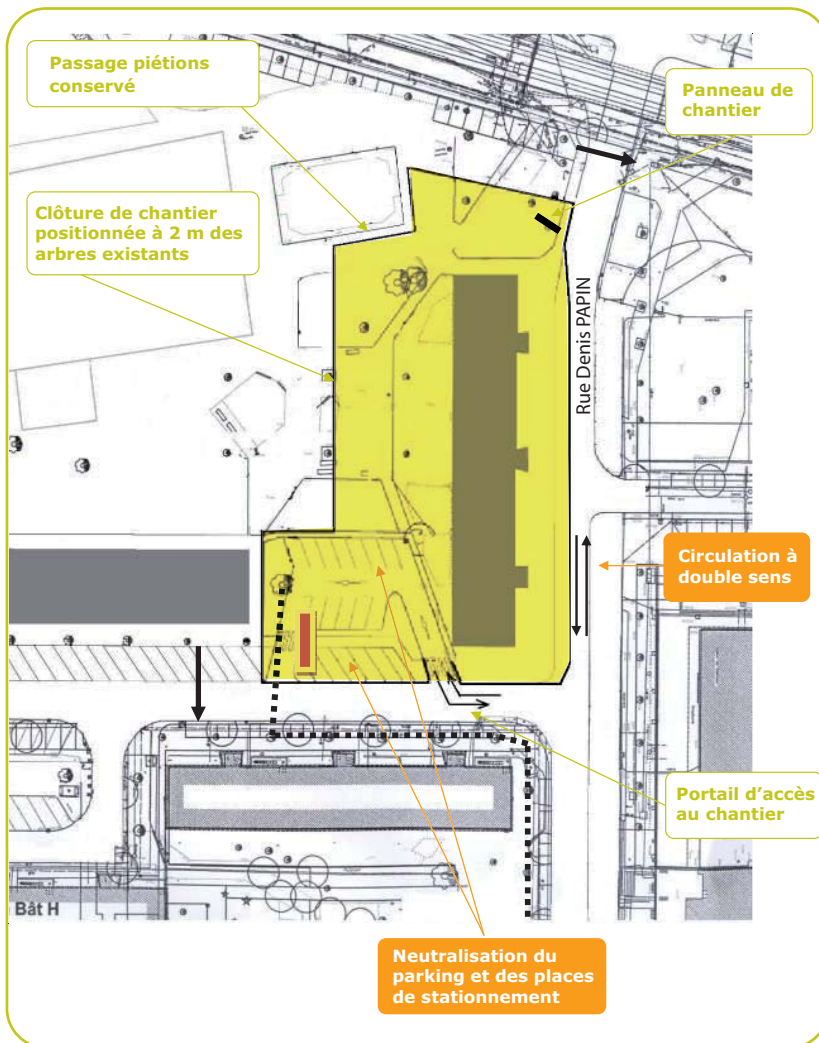 Passage piétions
conservé
Panneau de
chantier
Clôture de chantier
positionnée à 2 m des
arbres existants
Rue Denis PAPIN
Circulation à
double sens
Portail d’accès
au chantier
Bât H
Neutralisation du
parking et des places
de stationnement